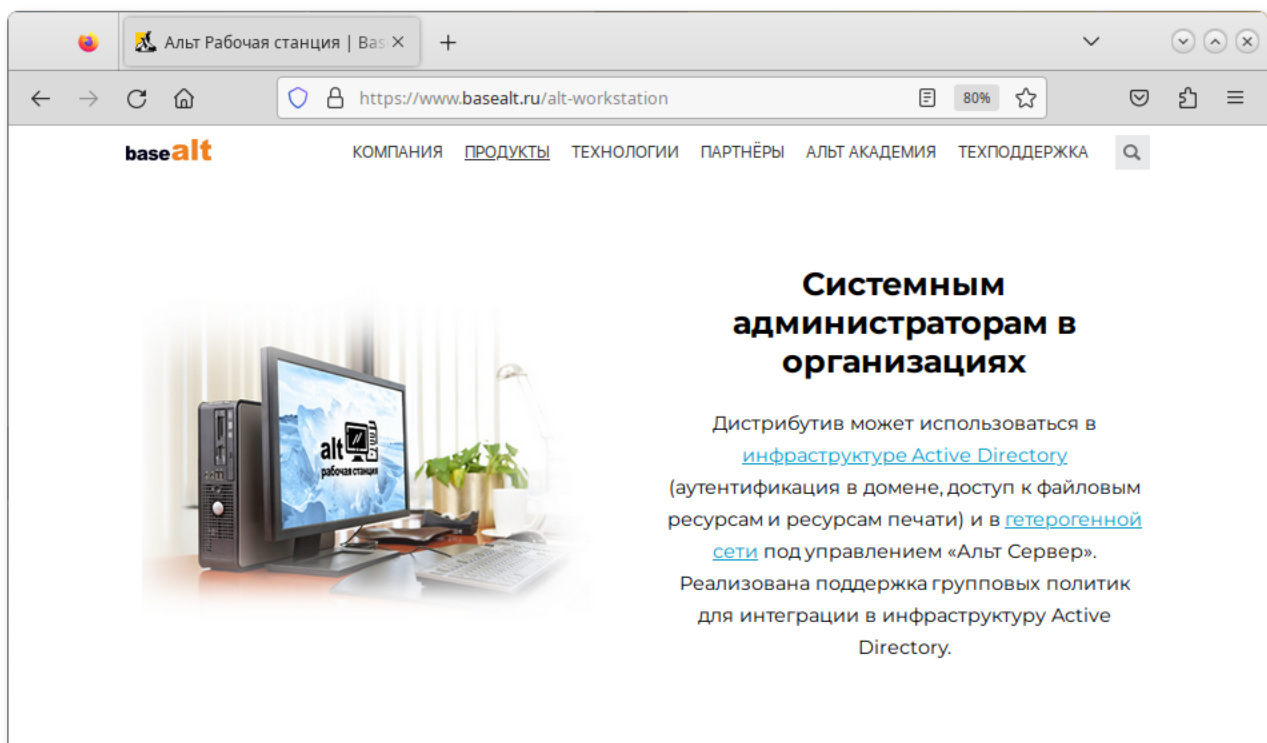 Альт Рабочая станция | Bas
https://www.basealt.ru/alt-workstation
80%
basealt
КОМПАНИЯ ПРОДУКТЫ ТЕХНОЛОГИИ ПАРТНЁРЫ АЛЬТ АКАДЕМИЯ ТЕХПОДДЕРЖКА
Системным
администраторам в
организациях
alt
рабочая станция
Дистрибутив может использоваться в
инфраструктуре Active Directory
(аутентификация в домене, доступ к файловым
ресурсам и ресурсам печати) и в гетерогенной
сети под управлением «Альт Сервер».
Реализована поддержка групповых политик
для интеграции в инфраструктуру Active
Directory.